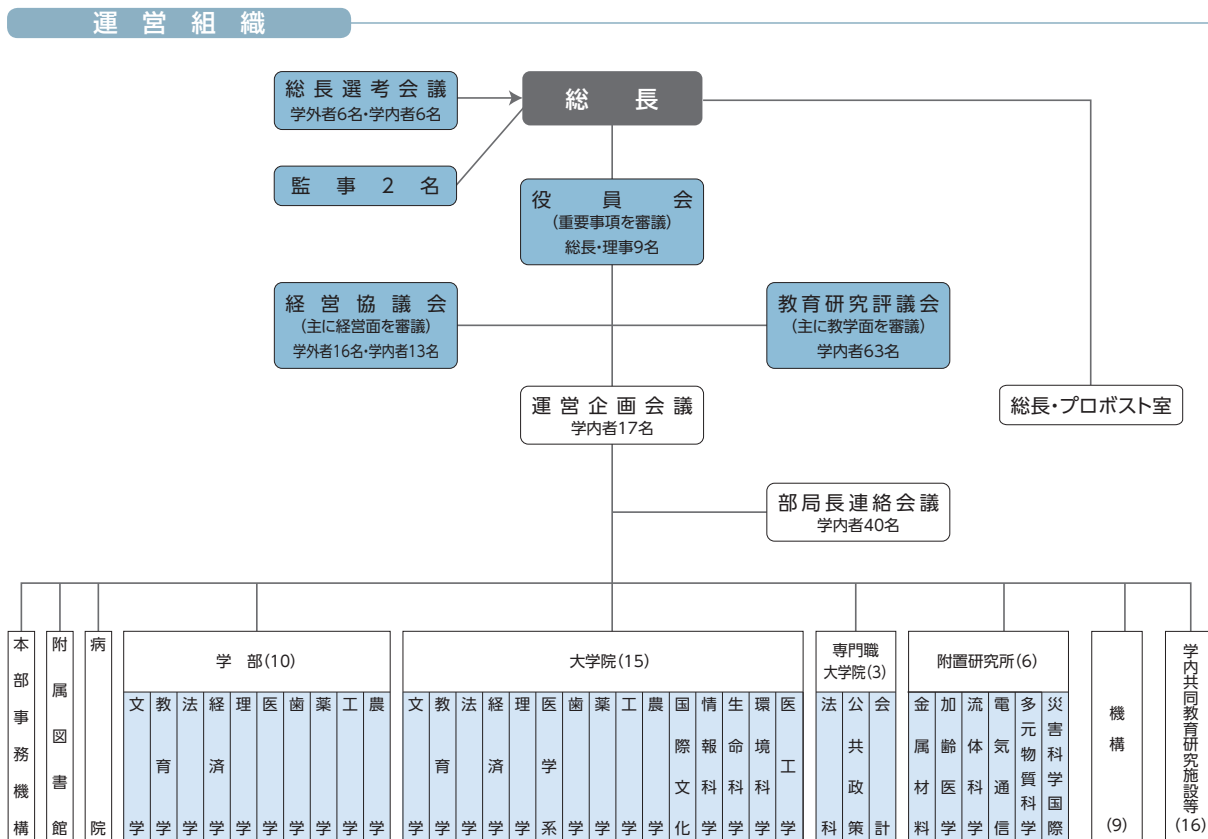 運営組織
総長選考会議
学外者6名・学内者6名
総長
監事2名
役員会
(重要事項を審議)
総長・理事9名
経営協議会
(主に経営面を審議)
学外者16名・学内者13名
教育研究評議会
(主に教学面を審議)
学内者63名
運営企画会議
学内者17名
総長・プロボスト室
部局長連絡会議
学内者40名
本部事務機構
附属図書館
病院
学部(10)
文学
教育学
法学
経済学
理学
医学
歯学
薬学
工学
農学
大学院(15)
文学
教育学
法学
経済学
理学
医学系
歯学
薬学
工学
農学
国際文化
情報科学
生命科学
環境科学
医工学
専門職
大学院(3)
法科
公共政策
会計
附置研究所(6)
金属材料
加齢医学
流体科学
電気通信
多元物質科学
災害科学国際
機構
(9)
学内共同教育研究施設等
(16)